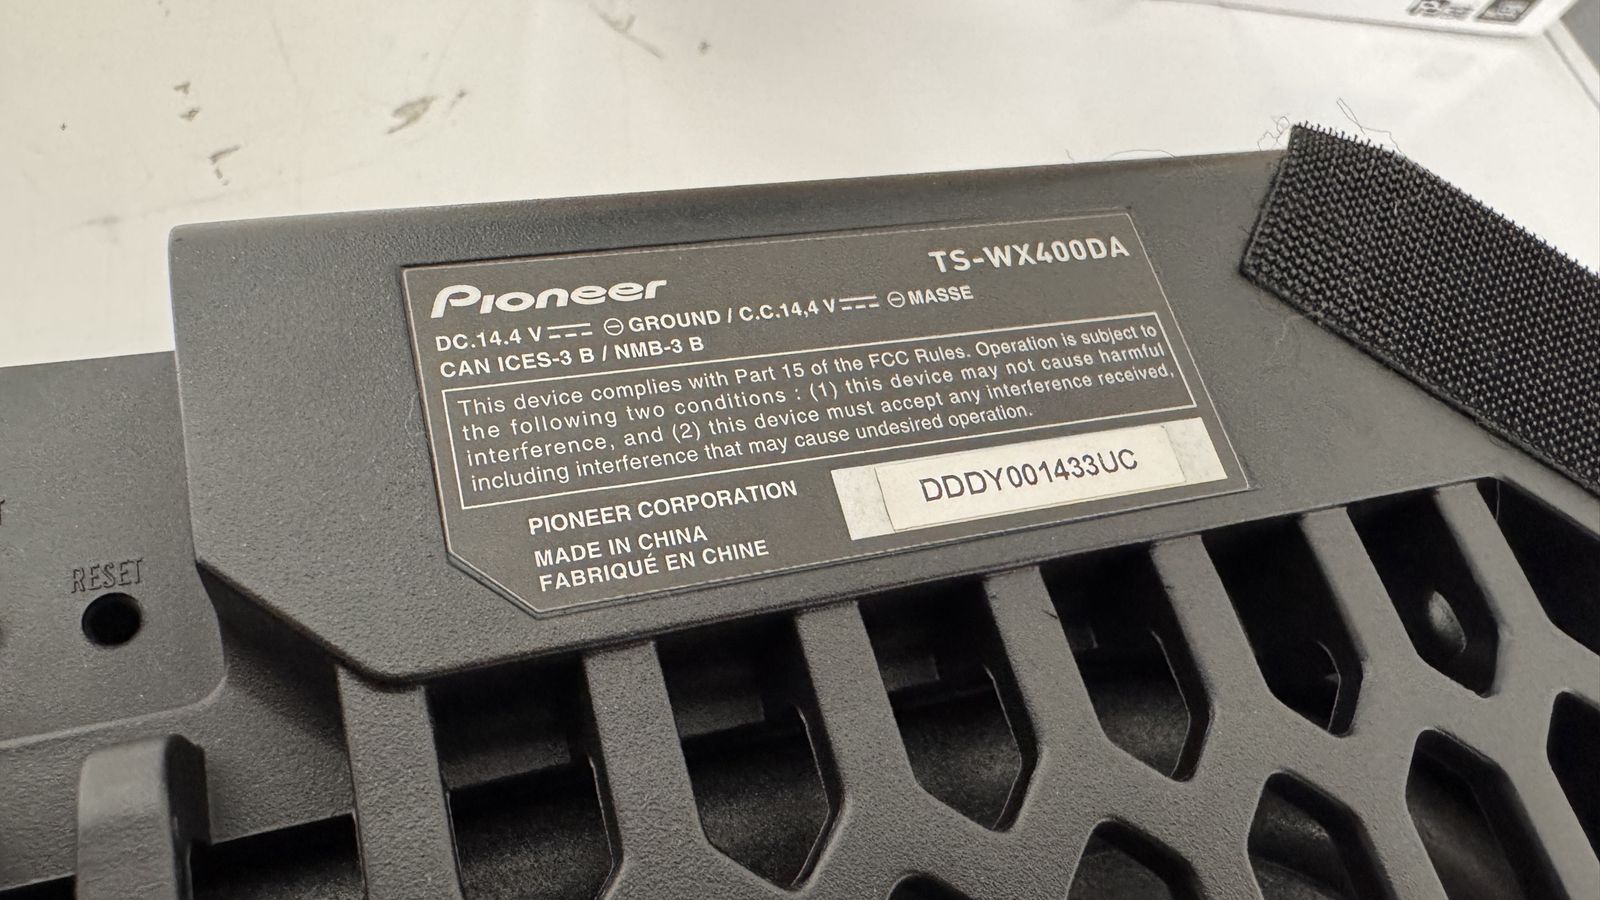 Pioneer
TS-WX400DA
DC.14.4 V ⎓ ⊖ GROUND / C.C.14,4 V ⎓ ⊖ MASSE
CAN ICES-3 B / NMB-3 B
This device complies with Part 15 of the FCC Rules. Operation is subject to
the following two conditions : (1) this device may not cause harmful
interference, and (2) this device must accept any interference received,
including interference that may cause undesired operation.
DDDY001433UC
PIONEER CORPORATION
MADE IN CHINA
FABRIQUÉ EN CHINE
RESET